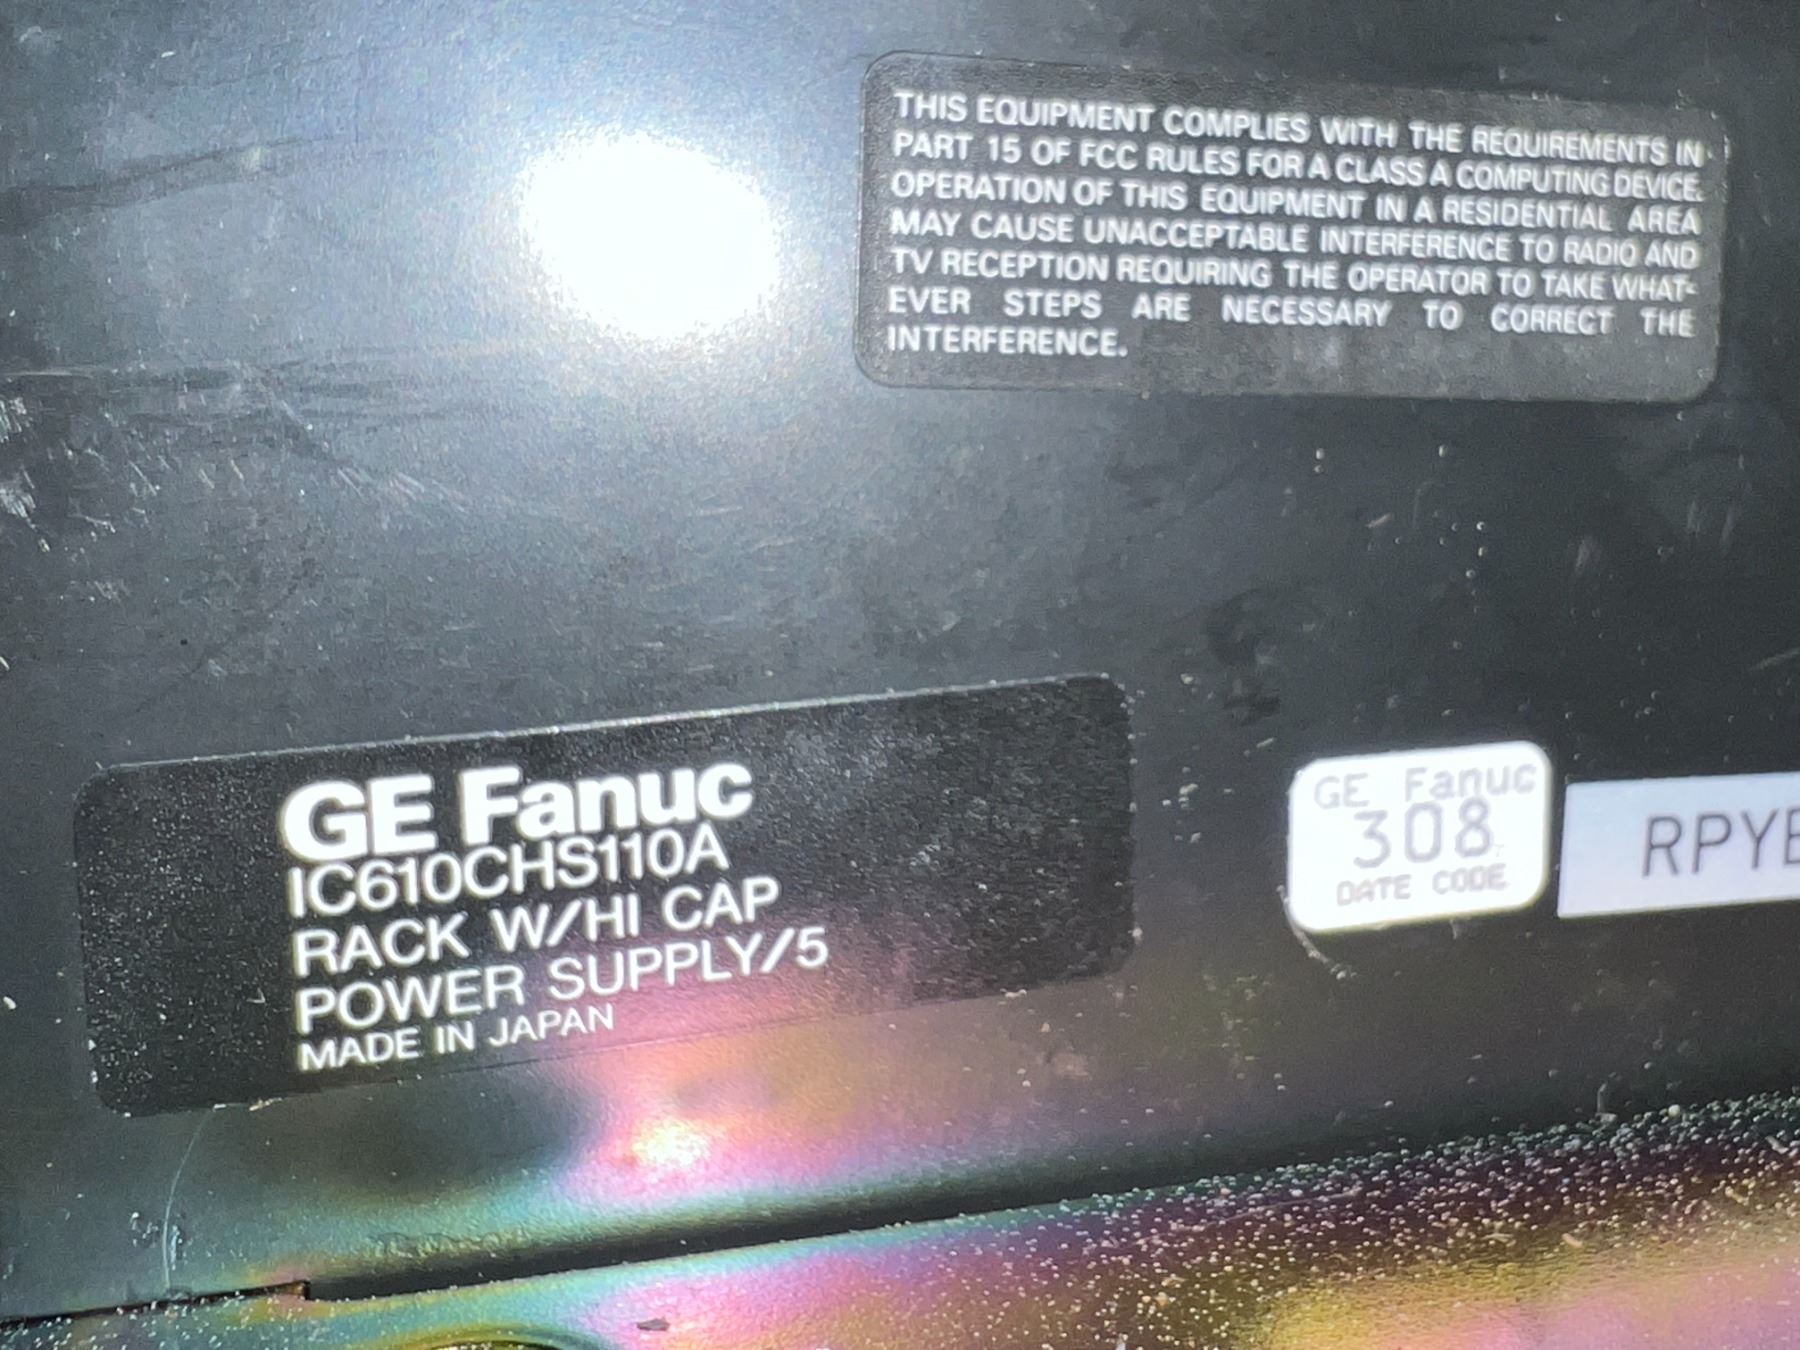 THIS EQUIPMENT COMPLIES WITH THE REQUIREMENTS IN
PART 15 OF FCC RULES FOR A CLASS A COMPUTING DEVICE.
OPERATION OF THIS EQUIPMENT IN A RESIDENTIAL AREA
MAY CAUSE UNACCEPTABLE INTERFERENCE TO RADIO AND
TV RECEPTION REQUIRING THE OPERATOR TO TAKE WHAT-
EVER STEPS ARE NECESSARY TO CORRECT THE
INTERFERENCE.
GE Fanuc
IC610CHS110A
RACK W/HI CAP
POWER SUPPLY/5
MADE IN JAPAN
GE Fanuc
308
DATE CODE
RPYE